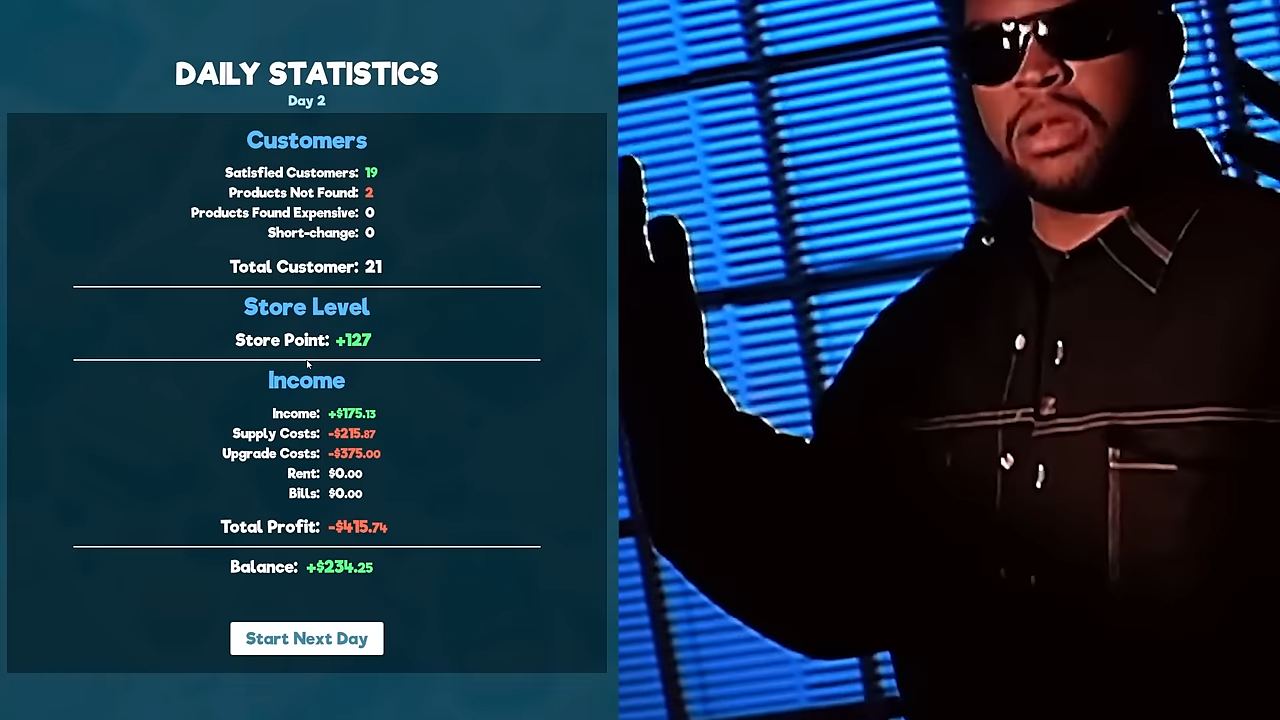 DAILY STATISTICS
Day 2
Customers
Satisfied Customers: 19
Products Not Found: 2
Products Found Expensive: 0
Short-change: 0
Total Customer: 21
Store Level
Store Point: +127
Income
Income: +$175.13
Supply Costs: -$215.87
Upgrade Costs: -$375.00
Rent: $0.00
Bills: $0.00
Total Profit: -$415.74
Balance: +$234.25
Start Next Day